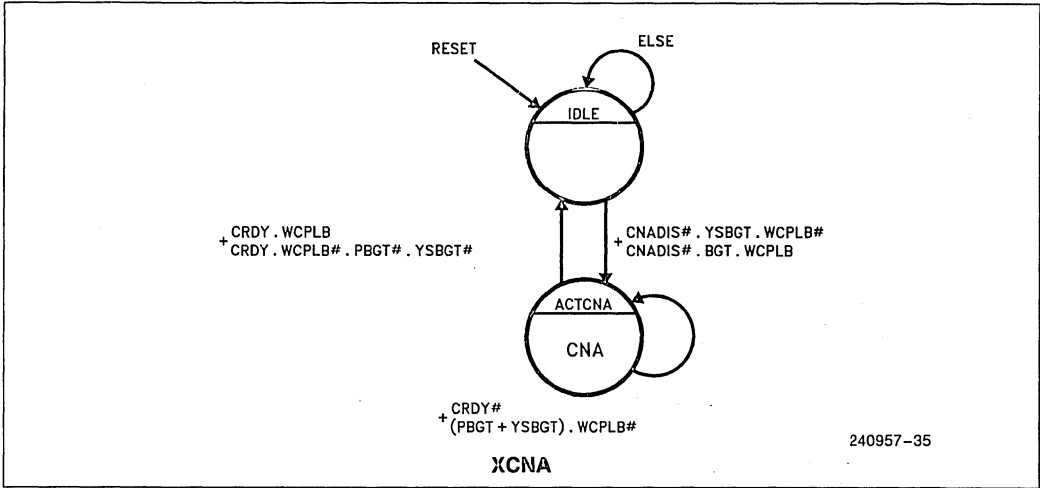 RESET
ELSE
IDLE
+ CRDY . WCPLB
CRDY . WCPLB# . PBGT# . YSBGT#
+ CNADIS# . YSBGT . WCPLB#
CNADIS# . BGT . WCPLB
ACTCNA
CNA
+ CRDY#
(PBGT + YSBGT) . WCPLB#
240957-35
XCNA